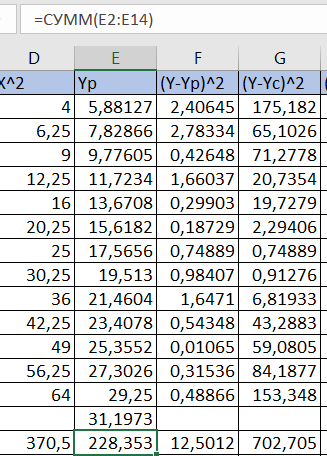 =СУММ(E2:E14)
D E F G
X^2 Yp (Y-Yp)^2 (Y-Yc)^2
4 5,88127 2,40645 175,182
6,25 7,82866 2,78334 65,1026
9 9,77605 0,42648 71,2778
12,25 11,7234 1,66037 20,7354
16 13,6708 0,29903 19,7279
20,25 15,6182 0,18729 2,29406
25 17,5656 0,74889 0,74889
30,25 19,513 0,98407 0,91276
36 21,4604 1,6471 6,81933
42,25 23,4078 0,54348 43,2883
49 25,3552 0,01065 59,0805
56,25 27,3026 0,31536 84,1877
64 29,25 0,48866 153,348
31,1973
370,5 228,353 12,5012 702,705